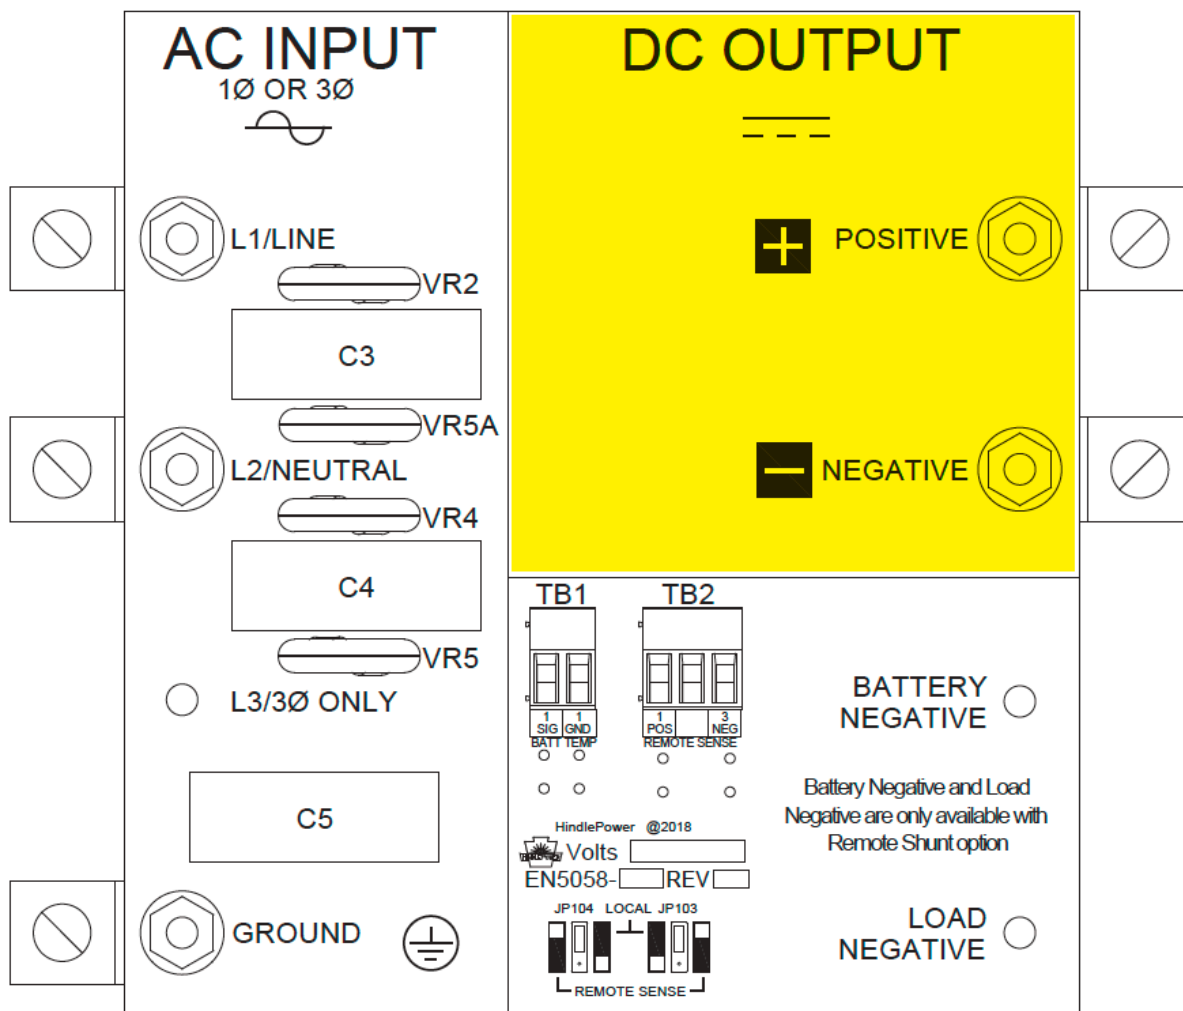 AC INPUT
1Ø OR 3Ø
L1/LINE
VR2
C3
VR5A
L2/NEUTRAL
VR4
C4
VR5
L3/3Ø ONLY
C5
GROUND
DC OUTPUT
+ POSITIVE
− NEGATIVE
TB1 TB2
1 1 1 3
SIG GND POS NEG
BATT TEMP REMOTE SENSE
BATTERY
NEGATIVE
Battery Negative and Load
Negative are only available with
Remote Shunt option
HindlePower @2018
Volts
EN5058- REV
JP104 LOCAL JP103
REMOTE SENSE
LOAD
NEGATIVE